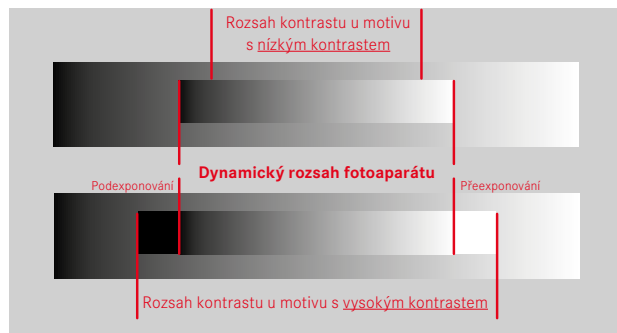 Rozsah kontrastu u motivu
s nízkým kontrastem
Dynamický rozsah fotoaparátu
Podexponování
Přeexponování
Rozsah kontrastu u motivu s vysokým kontrastem